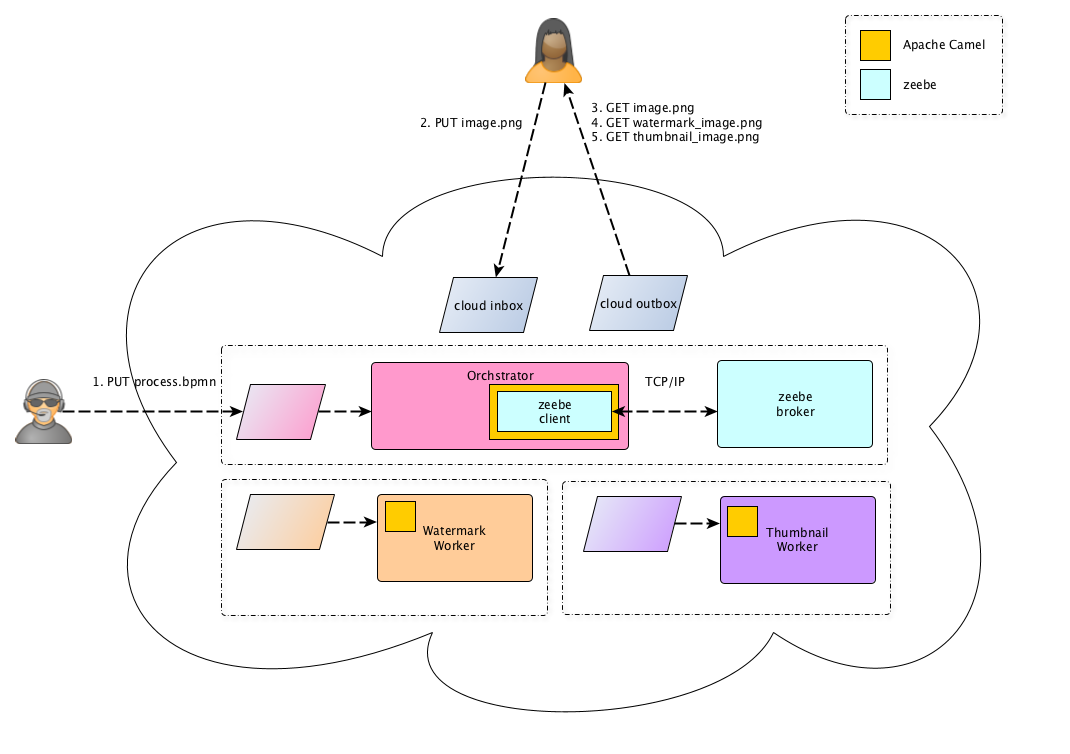 Apache Camel
zeebe
2. PUT image.png
3. GET image.png
4. GET watermark_image.png
5. GET thumbnail_image.png
cloud inbox
cloud outbox
1. PUT process.bpmn
Orchstrator
zeebe
client
TCP/IP
zeebe
broker
Watermark
Worker
Thumbnail
Worker